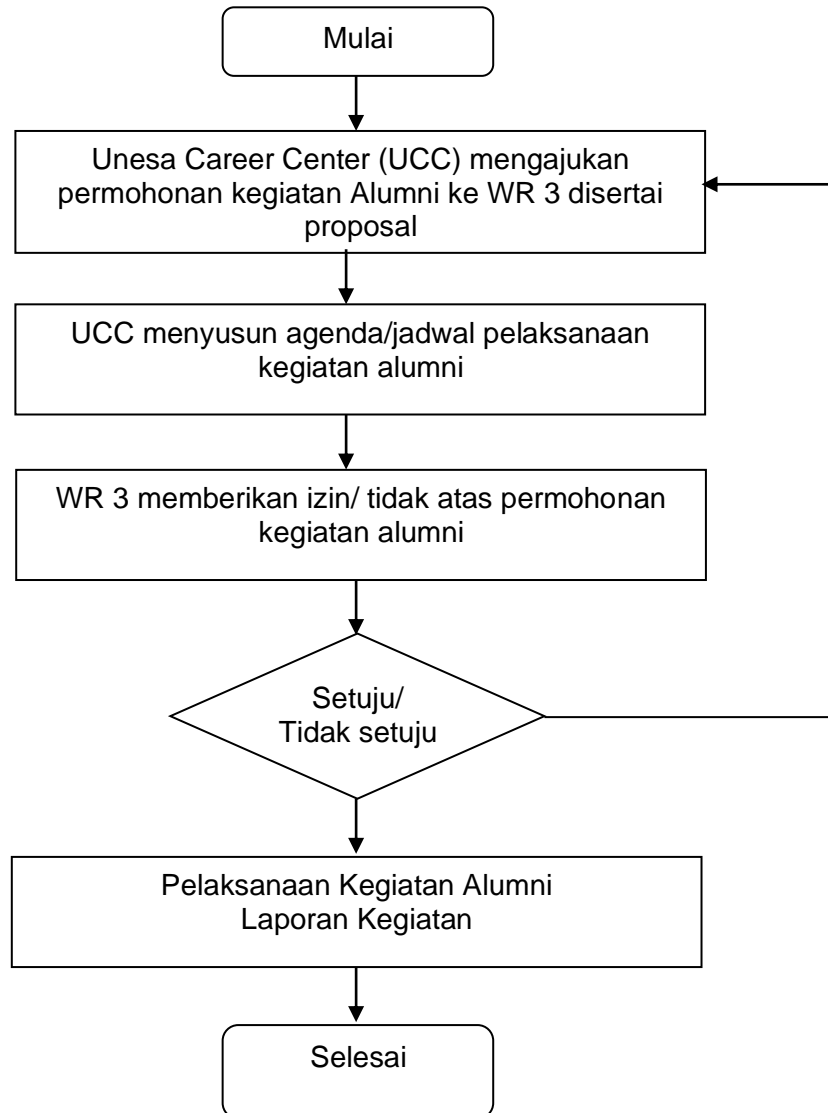 Mulai
Unesa Career Center (UCC) mengajukan
permohonan kegiatan Alumni ke WR 3 disertai
proposal
UCC menyusun agenda/jadwal pelaksanaan
kegiatan alumni
WR 3 memberikan izin/ tidak atas permohonan
kegiatan alumni
Setuju/
Tidak setuju
Pelaksanaan Kegiatan Alumni
Laporan Kegiatan
Selesai